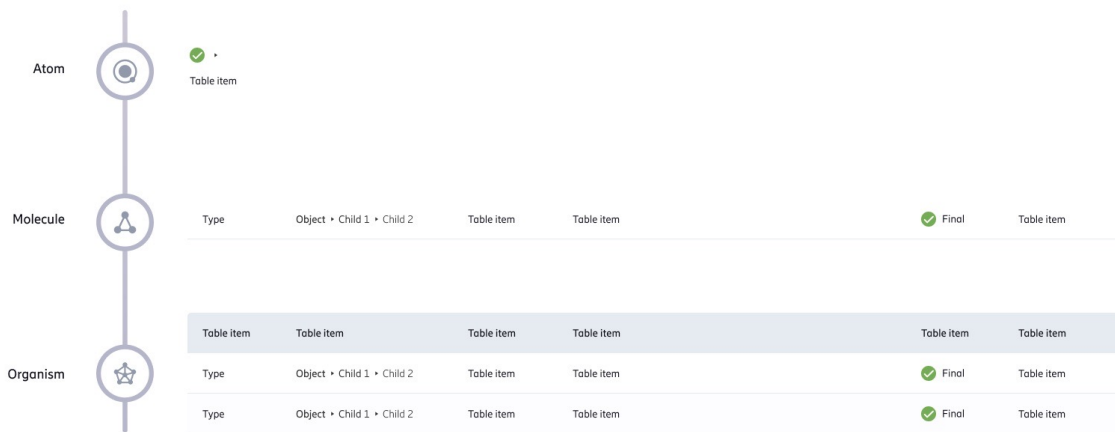 Atom
Table item
Molecule Type Object ‣ Child 1 ‣ Child 2 Table item Table item Final Table item
Table item Table item Table item Table item Table item Table item
Organism Type Object ‣ Child 1 ‣ Child 2 Table item Table item Final Table item
Type Object ‣ Child 1 ‣ Child 2 Table item Table item Final Table item